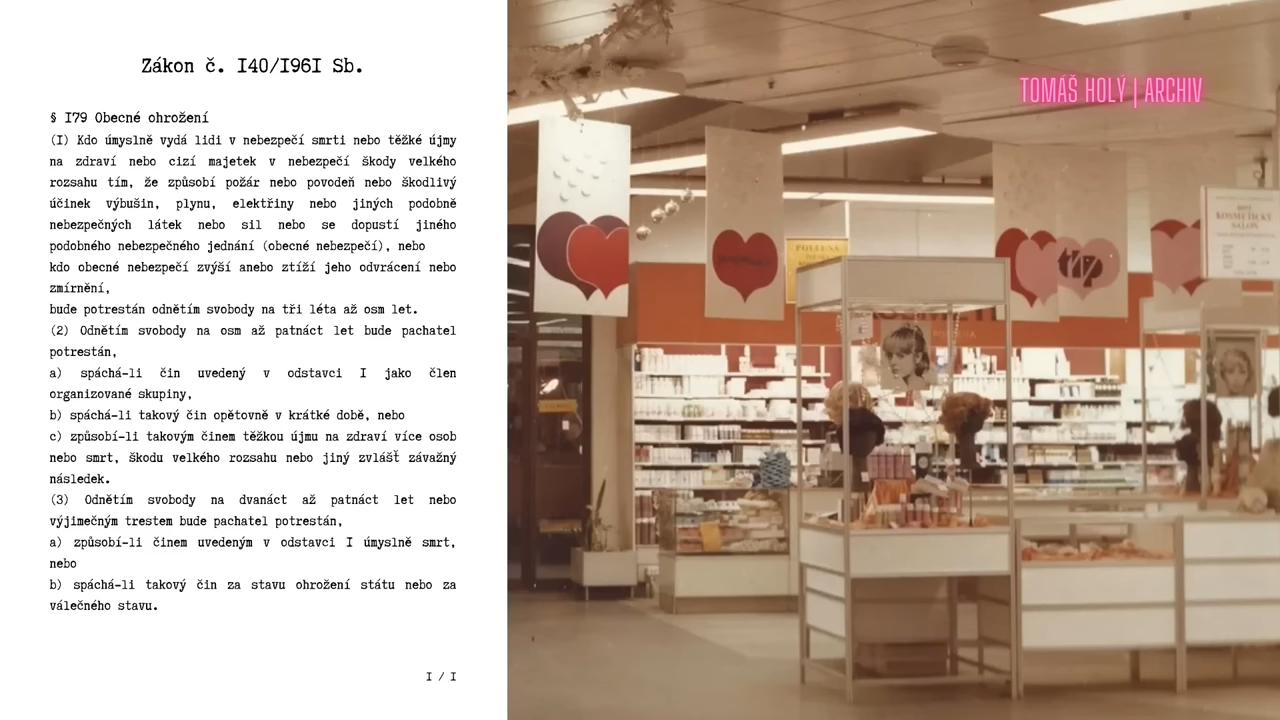 Zákon č. I40/I96I Sb.
§ I79 Obecné ohrožení
(I) Kdo úmyslně vydá lidi v nebezpečí smrti nebo těžké újmy
na zdraví nebo cizí majetek v nebezpečí škody velkého
rozsahu tím, že způsobí požár nebo povodeň nebo škodlivý
účinek výbušin, plynu, elektřiny nebo jiných podobně
nebezpečných látek nebo sil nebo se dopustí jiného
podobného nebezpečného jednání (obecné nebezpečí), nebo
kdo obecné nebezpečí zvýší anebo ztíží jeho odvrácení nebo
zmírnění,
bude potrestán odnětím svobody na tři léta až osm let.
(2) Odnětím svobody na osm až patnáct let bude pachatel
potrestán,
a) spáchá-li čin uvedený v odstavci I jako člen
organizované skupiny,
b) spáchá-li takový čin opětovně v krátké době, nebo
c) způsobí-li takovým činem těžkou újmu na zdraví více osob
nebo smrt, škodu velkého rozsahu nebo jiný zvlášť závažný
následek.
(3) Odnětím svobody na dvanáct až patnáct let nebo
výjimečným trestem bude pachatel potrestán,
a) způsobí-li činem uvedeným v odstavci I úmyslně smrt,
nebo
b) spáchá-li takový čin za stavu ohrožení státu nebo za
válečného stavu.
I / I
TOMÁŠ HOLÝ | ARCHIV
tip
KOSMETICKÝ
SALON